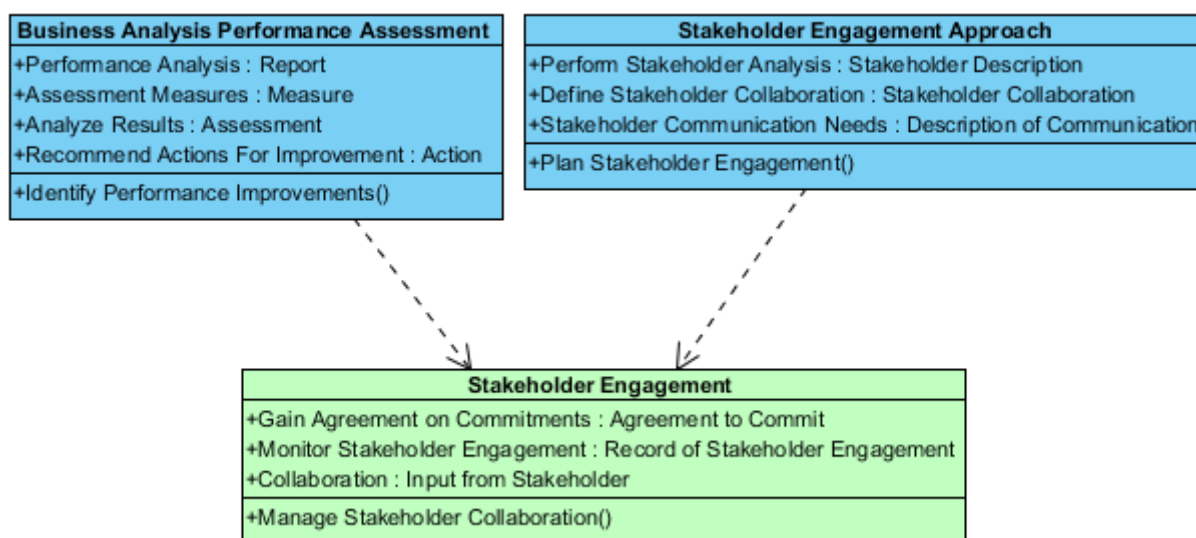 Business Analysis Performance Assessment
+Performance Analysis : Report
+Assessment Measures : Measure
+Analyze Results : Assessment
+Recommend Actions For Improvement : Action
+Identify Performance Improvements()
Stakeholder Engagement Approach
+Perform Stakeholder Analysis : Stakeholder Description
+Define Stakeholder Collaboration : Stakeholder Collaboration
+Stakeholder Communication Needs : Description of Communication
+Plan Stakeholder Engagement()
Stakeholder Engagement
+Gain Agreement on Commitments : Agreement to Commit
+Monitor Stakeholder Engagement : Record of Stakeholder Engagement
+Collaboration : Input from Stakeholder
+Manage Stakeholder Collaboration()